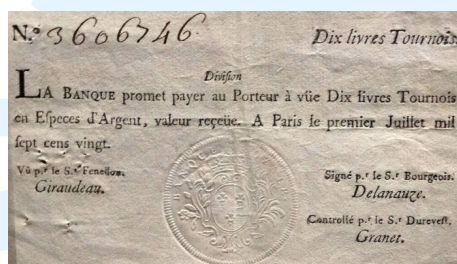 N.º 3606746. Dix livres Tournois.
Division
LA BANQUE promet payer au Porteur à vûe Dix livres Tournois
en Especes d'Argent, valeur reçeüe. A Paris le premier Juillet mil
sept cens vingt.
Vû p.r le S.r Fenellon.
Giraudeau.
Signé p.r le S.r Bourgeois.
Delanauze.
Controllé p.r le S.r Durevest.
Granet.